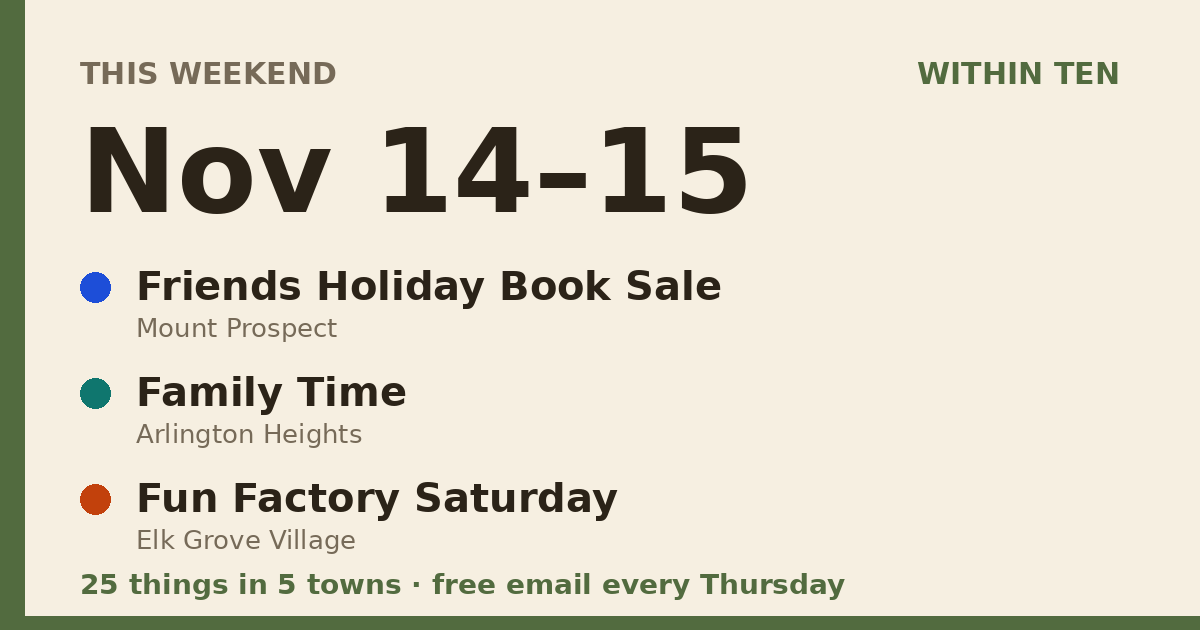 THIS WEEKEND
WITHIN TEN
Nov 14–15
Friends Holiday Book Sale
Mount Prospect
Family Time
Arlington Heights
Fun Factory Saturday
Elk Grove Village
25 things in 5 towns · free email every Thursday